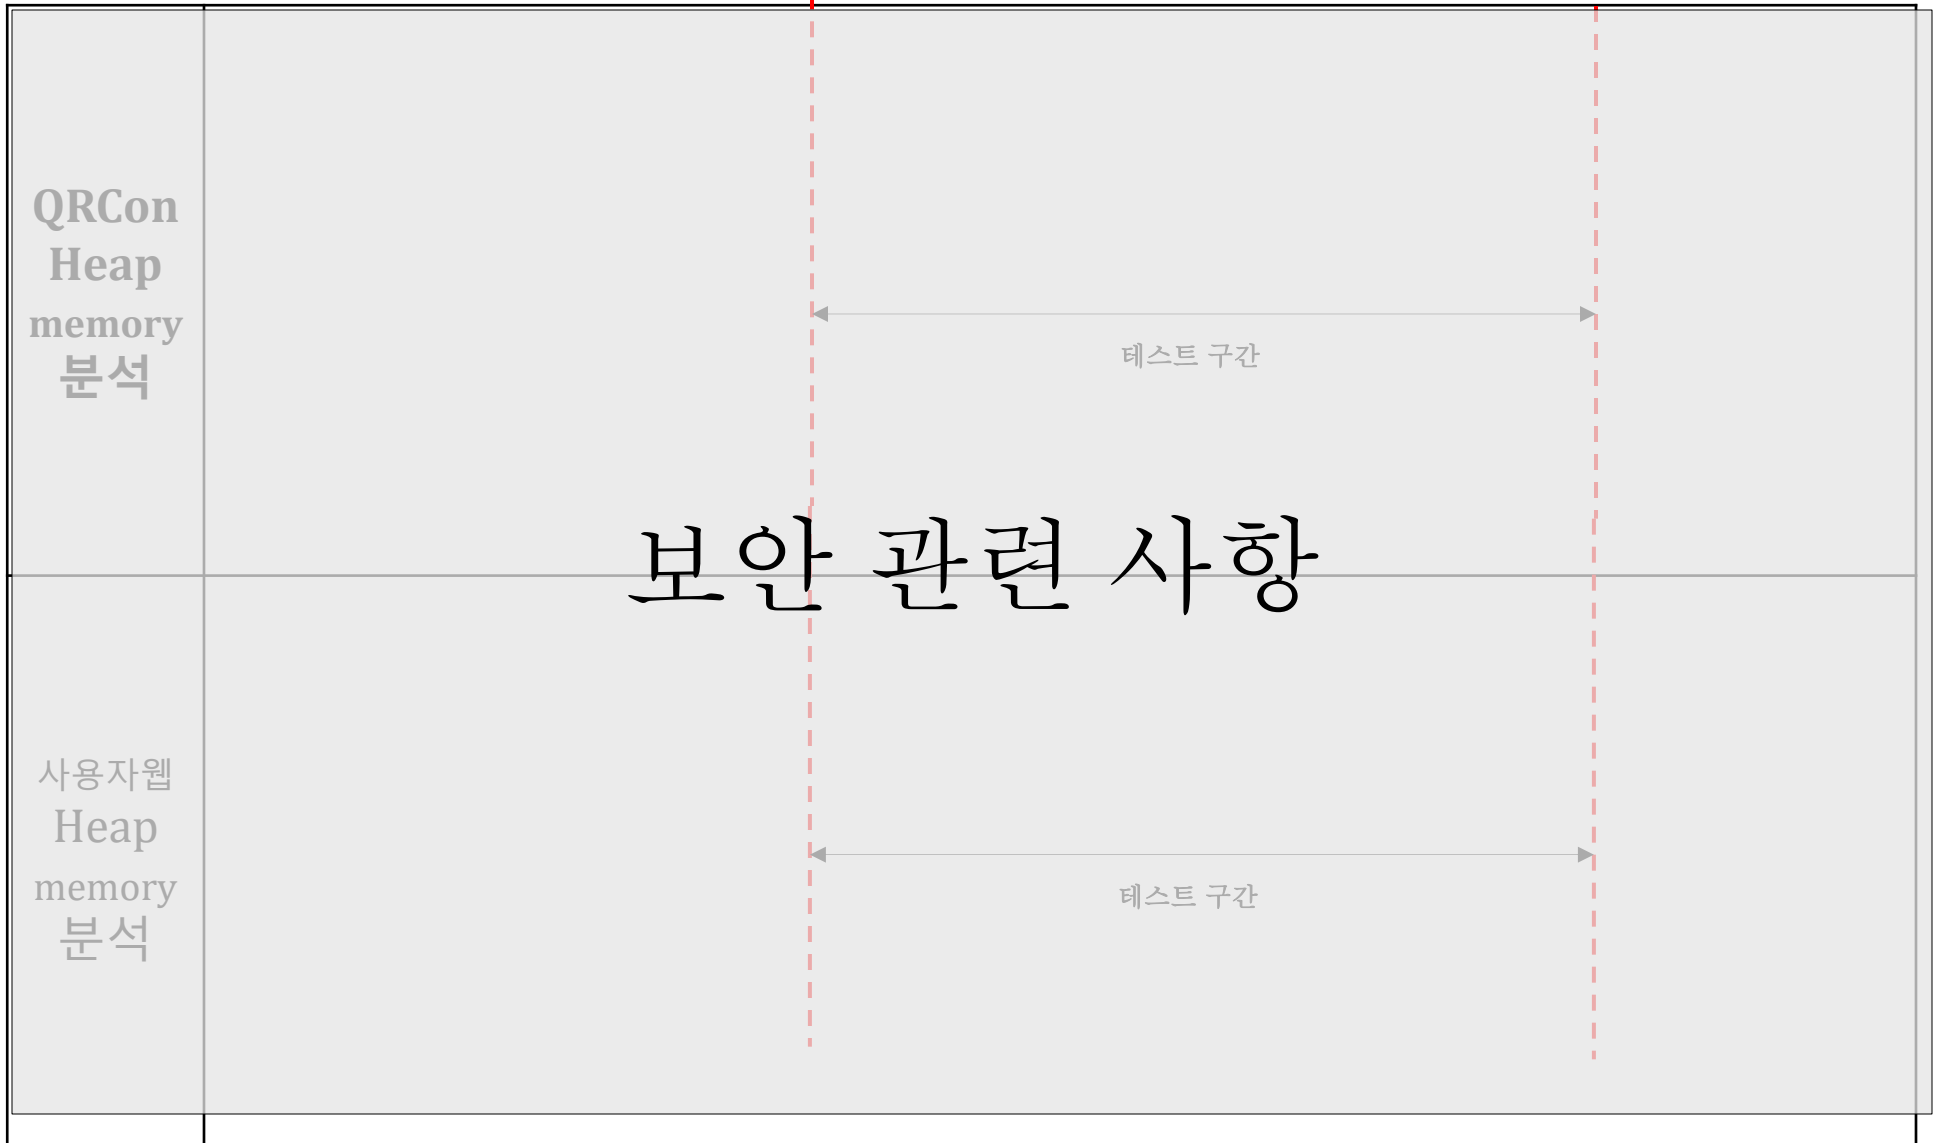 QRCon
Heap
memory
분석
테스트 구간
보안 관련 사항
사용자웹
Heap
memory
분석
테스트 구간